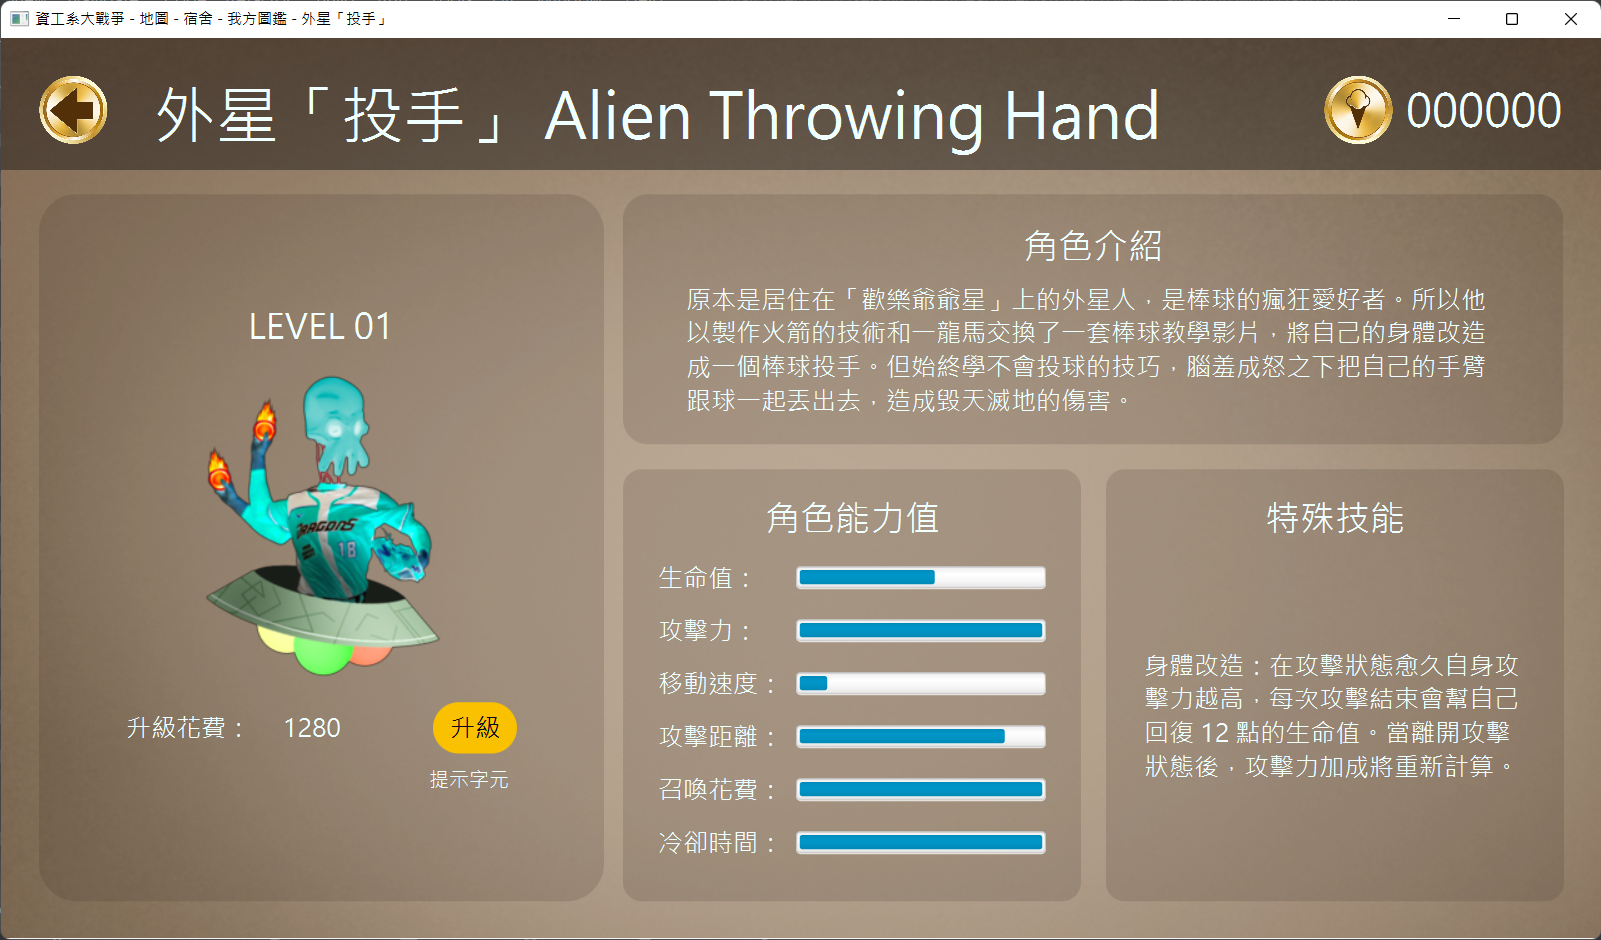 資工系大戰爭 - 地圖 - 宿舍 - 我方圖鑑 - 外星「投手」
外星「投手」 Alien Throwing Hand
000000
LEVEL 01
DRAGONS
18
升級花費： 1280 升級
提示字元
角色介紹
原本是居住在「歡樂爺爺星」上的外星人，是棒球的瘋狂愛好者。所以他
以製作火箭的技術和一龍馬交換了一套棒球教學影片，將自己的身體改造
成一個棒球投手。但始終學不會投球的技巧，腦羞成怒之下把自己的手臂
跟球一起丟出去，造成毀天滅地的傷害。
角色能力值
生命值：
攻擊力：
移動速度：
攻擊距離：
召喚花費：
冷卻時間：
特殊技能
身體改造：在攻擊狀態愈久自身攻
擊力越高，每次攻擊結束會幫自己
回復 12 點的生命值。當離開攻擊
狀態後，攻擊力加成將重新計算。